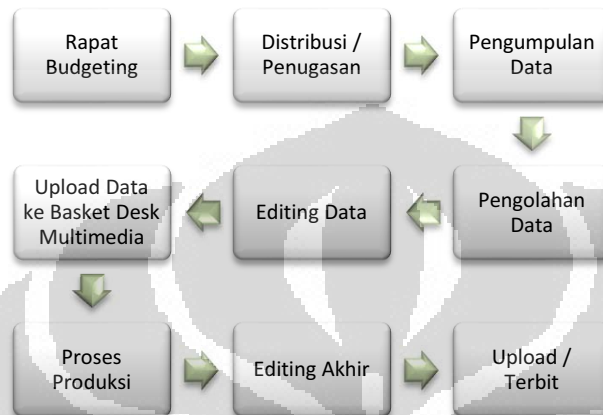 Rapat
Budgeting
Distribusi /
Penugasan
Pengumpulan
Data
Pengolahan
Data
Editing Data
Upload Data
ke Basket Desk
Multimedia
Proses
Produksi
Editing Akhir
Upload /
Terbit